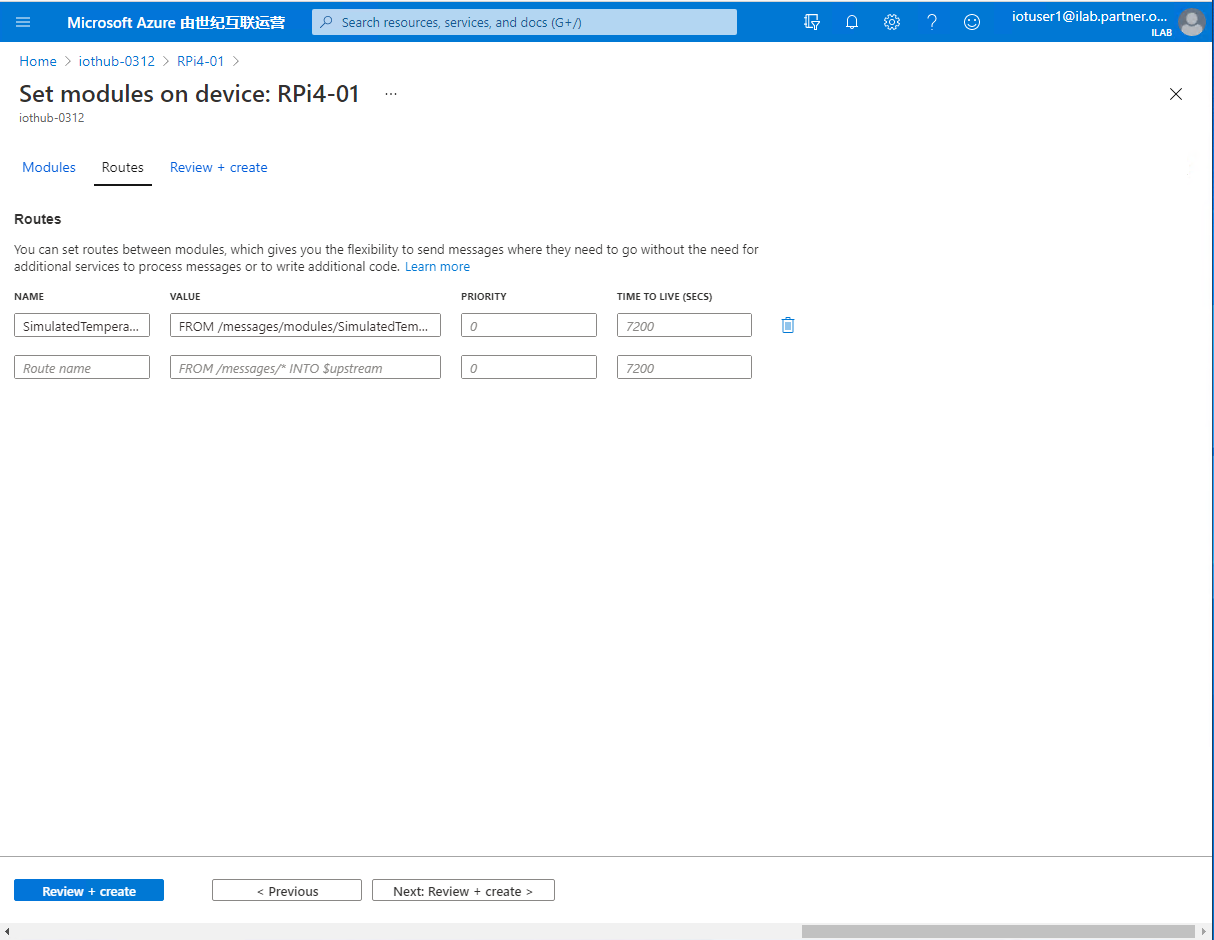 Microsoft Azure 由世纪互联运营
Search resources, services, and docs (G+/)
iotuser1@ilab.partner.o...
ILAB
Home > iothub-0312 > RPi4-01 >
Set modules on device: RPi4-01 ...
iothub-0312
Modules Routes Review + create
Routes
You can set routes between modules, which gives you the flexibility to send messages where they need to go without the need for
additional services to process messages or to write additional code. Learn more
NAME VALUE PRIORITY TIME TO LIVE (SECS)
SimulatedTempera... FROM /messages/modules/SimulatedTem... 0 7200
Route name FROM /messages/* INTO $upstream 0 7200
Review + create < Previous Next: Review + create >